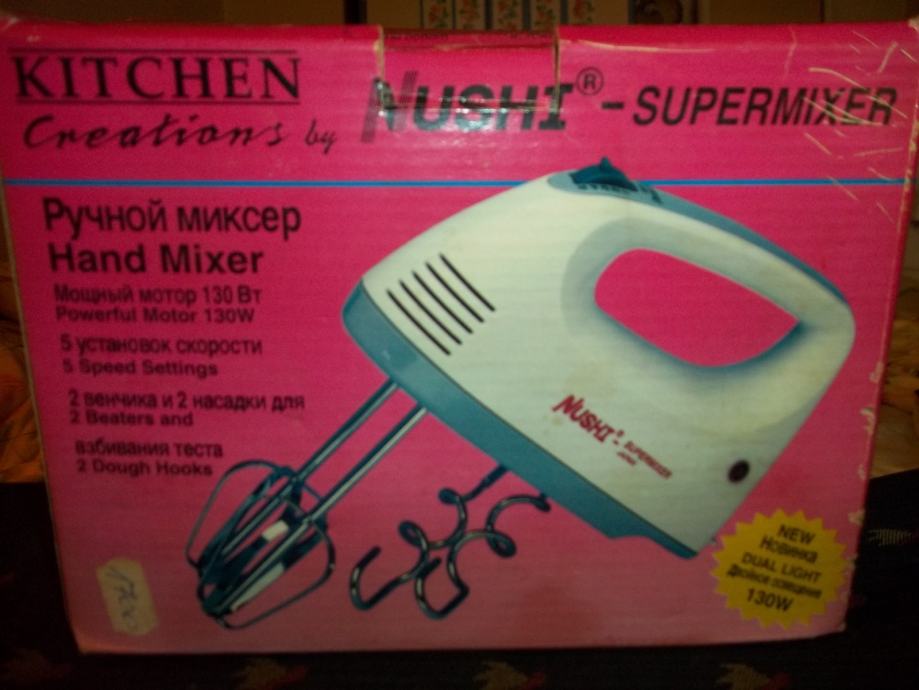 KITCHEN
Creations by NUSHI® - SUPERMIXER
Ручной миксер
Hand Mixer
Мощный мотор 130 Вт
Powerful Motor 130W
5 установок скорости
5 Speed Settings
2 венчика и 2 насадки для
2 Beaters and
взбивания теста
2 Dough Hooks
NUSHI® - SUPERMIXER
NEW
Новинка
DUAL LIGHT
Двойное освещение
130W